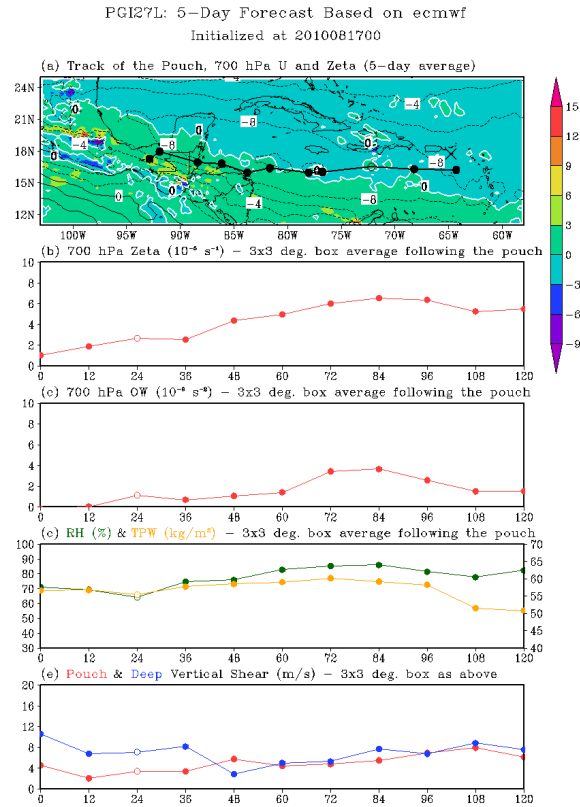 PGI27L: 5-Day Forecast Based on ecmwf
Initialized at 2010081700
(a) Track of the Pouch, 700 hPa U and Zeta (5-day average)
24N
21N
18N
15N
12N
100W 95W 90W 85W 80W 75W 70W 65W 60W
-4 -4 0 -8 0 -4 -8 0 -8 0 0 0 0 -4 -8
15
12
9
6
3
0
-3
-6
-9
(b) 700 hPa Zeta (10⁻⁵ s⁻¹) - 3x3 deg. box average following the pouch
10
8
6
4
2
0
0 12 24 36 48 60 72 84 96 108 120
(c) 700 hPa OW (10⁻⁹ s⁻²) - 3x3 deg. box average following the pouch
10
8
6
4
2
0
0 12 24 36 48 60 72 84 96 108 120
(c) RH (%) & TPW (kg/m²) - 3x3 deg. box average following the pouch
100 70
90 65
80 60
70 55
60 50
50 45
40
30 40
0 12 24 36 48 60 72 84 96 108 120
(e) Pouch & Deep Vertical Shear (m/s) - 3x3 deg. box as above
20
16
12
8
4
0
0 12 24 36 48 60 72 84 96 108 120